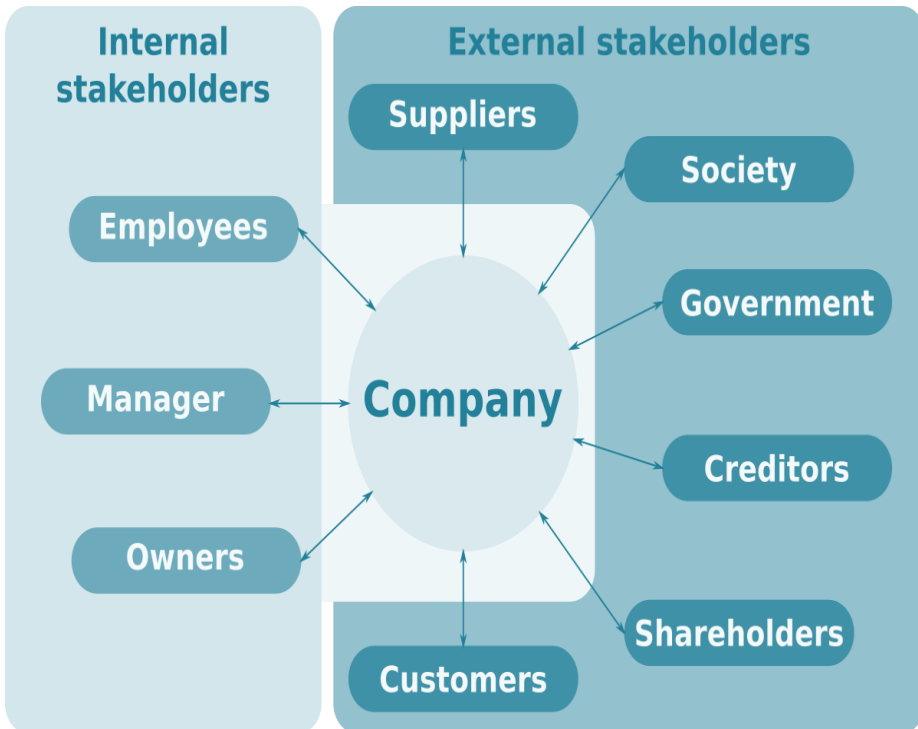 Internal
stakeholders
Employees
Manager
Owners
Company
External stakeholders
Suppliers
Society
Government
Creditors
Shareholders
Customers